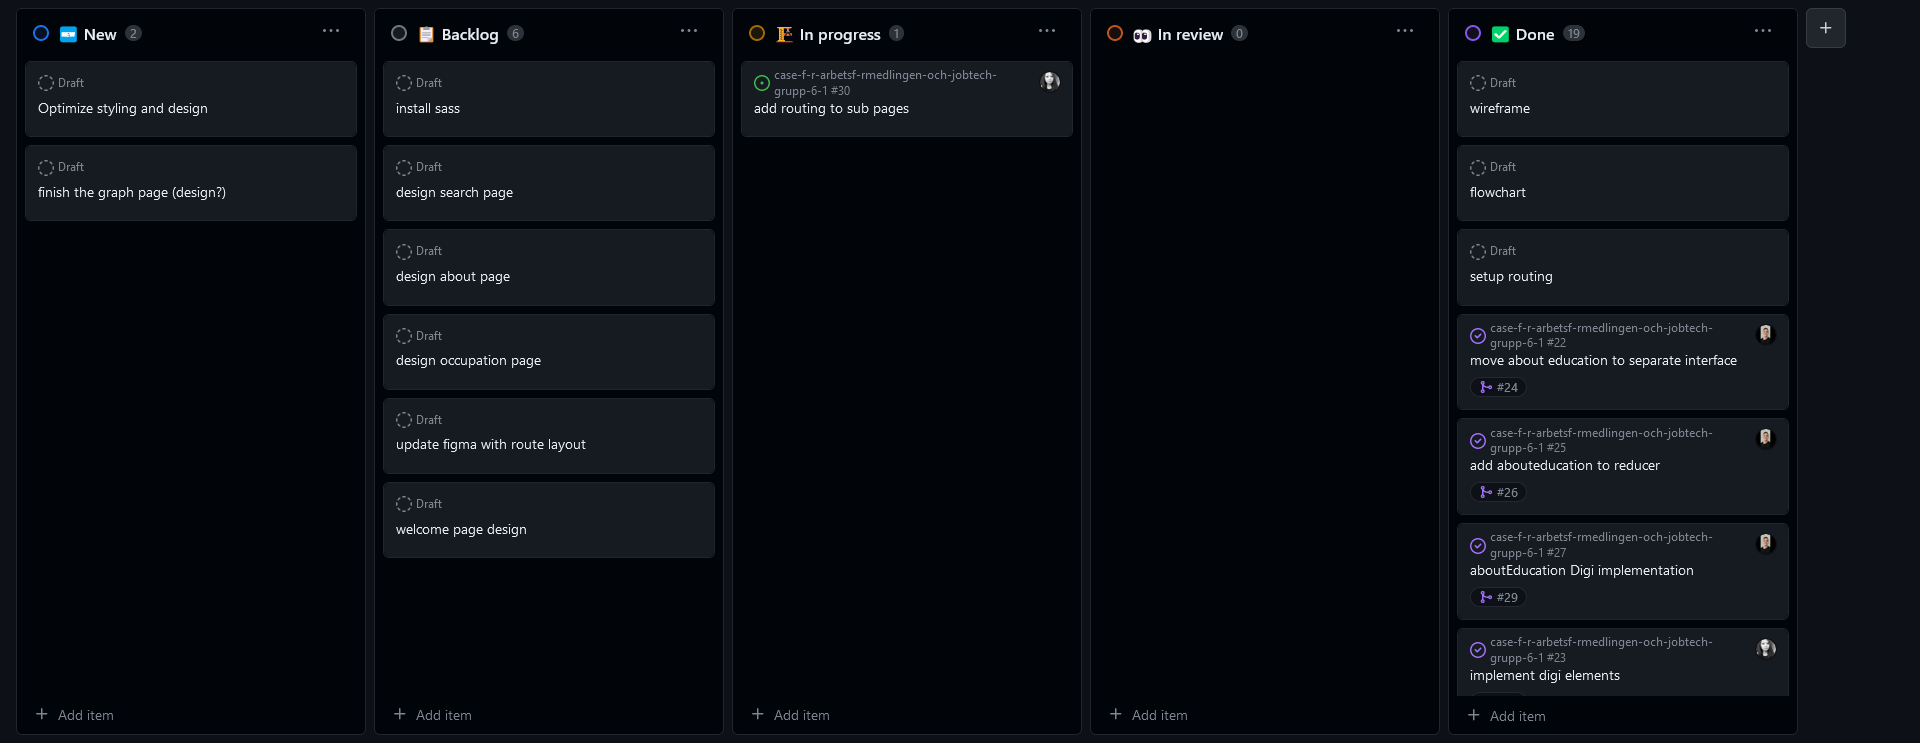 New 2
Draft
Optimize styling and design
Draft
finish the graph page (design?)
Add item
Backlog 6
Draft
install sass
Draft
design search page
Draft
design about page
Draft
design occupation page
Draft
update figma with route layout
Draft
welcome page design
Add item
In progress 1
case-f-r-arbetsf-rmedlingen-och-jobtech-
grupp-6-1 #30
add routing to sub pages
Add item
In review 0
Add item
Done 19
Draft
wireframe
Draft
flowchart
Draft
setup routing
case-f-r-arbetsf-rmedlingen-och-jobtech-
grupp-6-1 #22
move about education to separate interface
#24
case-f-r-arbetsf-rmedlingen-och-jobtech-
grupp-6-1 #25
add abouteducation to reducer
#26
case-f-r-arbetsf-rmedlingen-och-jobtech-
grupp-6-1 #27
aboutEducation Digi implementation
#29
case-f-r-arbetsf-rmedlingen-och-jobtech-
grupp-6-1 #23
implement digi elements
Add item